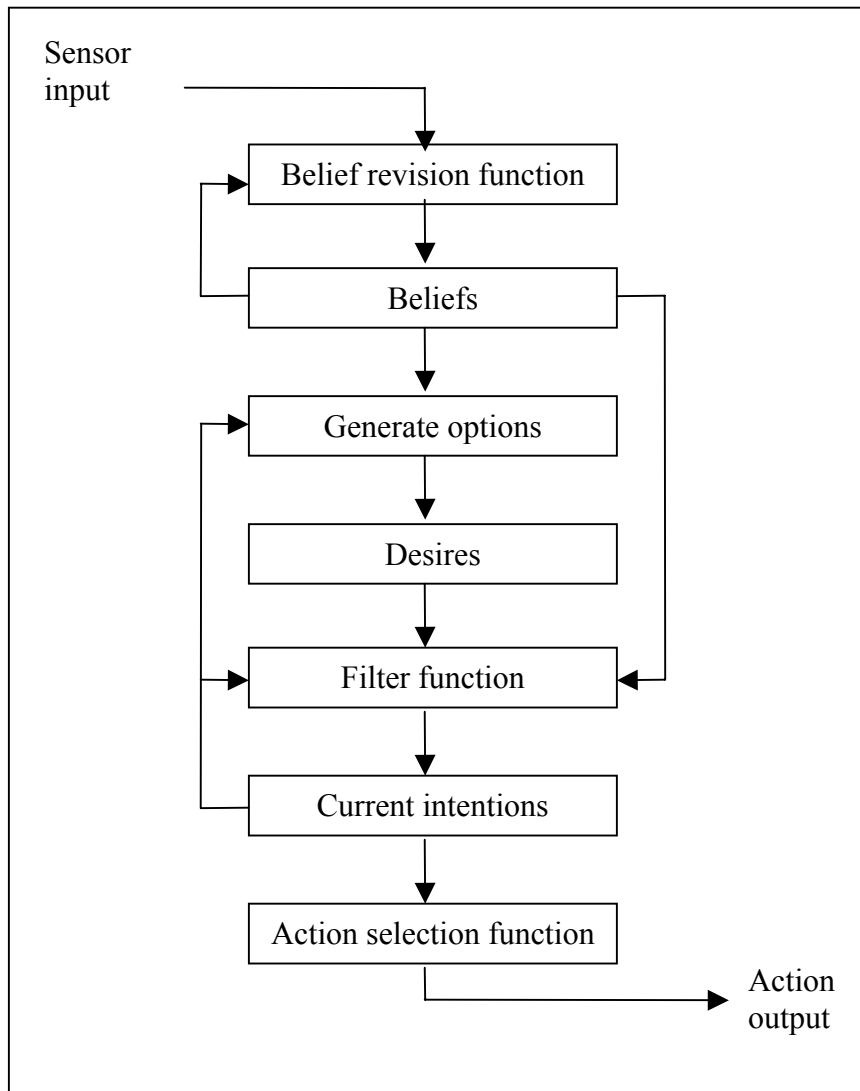 Sensor
input
Belief revision function
Beliefs
Generate options
Desires
Filter function
Current intentions
Action selection function
Action
output